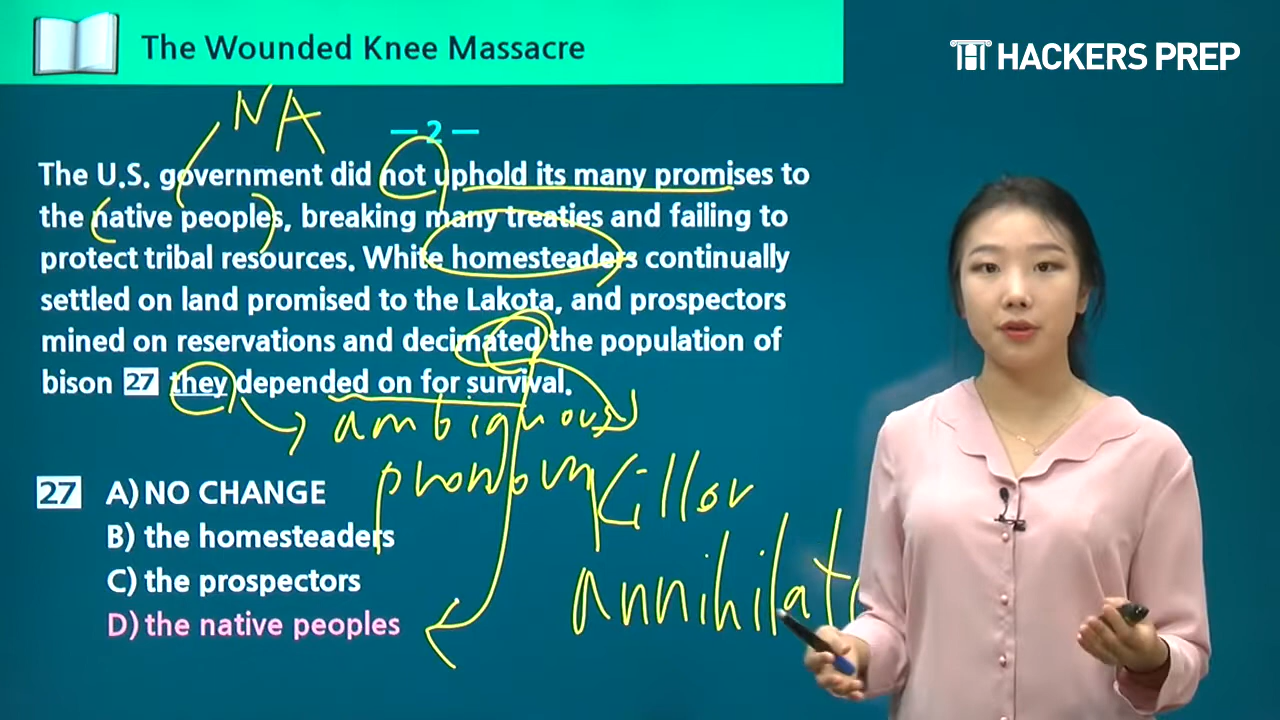 The Wounded Knee Massacre
HACKERS PREP
NA
— 2 —
The U.S. government did not uphold its many promises to
the native peoples, breaking many treaties and failing to
protect tribal resources. White homesteaders continually
settled on land promised to the Lakota, and prospectors
mined on reservations and decimated the population of
bison 27 they depended on for survival.
ambiguous
pronoun
kill or
annihilate
27 A) NO CHANGE
B) the homesteaders
C) the prospectors
D) the native peoples